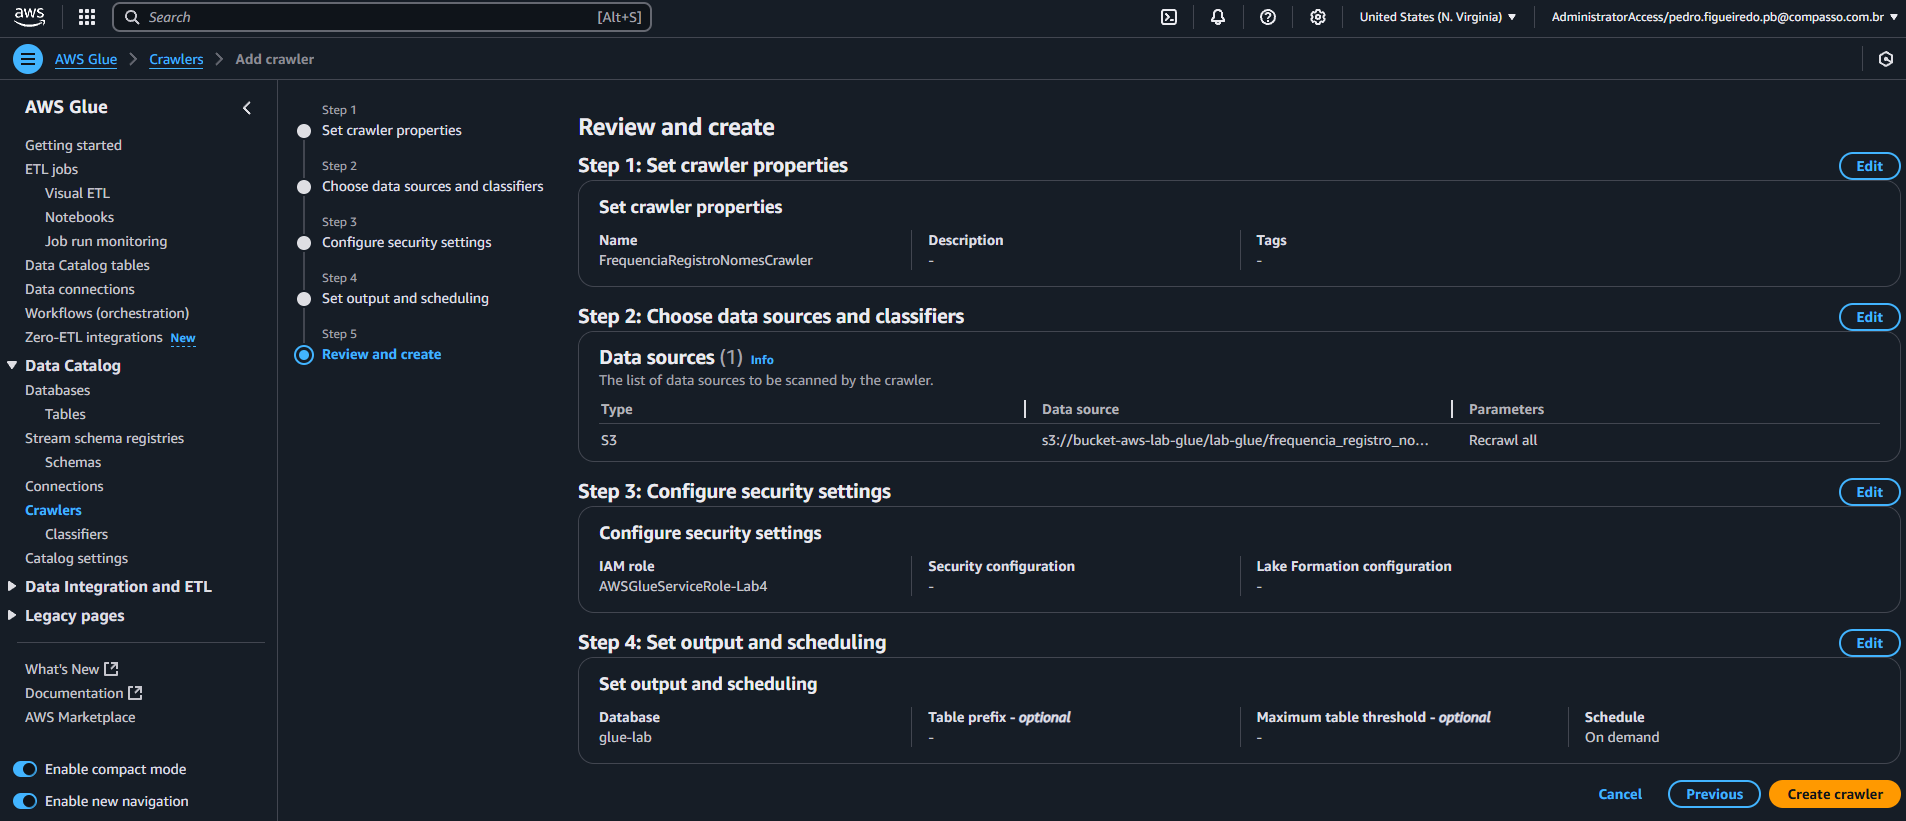 aws
Search
[Alt+S]
United States (N. Virginia)
AdministratorAccess/pedro.figueiredo.pb@compasso.com.br
AWS Glue
Crawlers
Add crawler
AWS Glue
Getting started
ETL jobs
Visual ETL
Notebooks
Job run monitoring
Data Catalog tables
Data connections
Workflows (orchestration)
Zero-ETL integrations New
Data Catalog
Databases
Tables
Stream schema registries
Schemas
Connections
Crawlers
Classifiers
Catalog settings
Data Integration and ETL
Legacy pages
What's New
Documentation
AWS Marketplace
Enable compact mode
Enable new navigation
Step 1
Set crawler properties
Step 2
Choose data sources and classifiers
Step 3
Configure security settings
Step 4
Set output and scheduling
Step 5
Review and create
Review and create
Step 1: Set crawler properties
Edit
Set crawler properties
Name
FrequenciaRegistroNomesCrawler
Description
-
Tags
-
Step 2: Choose data sources and classifiers
Edit
Data sources (1) Info
The list of data sources to be scanned by the crawler.
Type
Data source
Parameters
S3
s3://bucket-aws-lab-glue/lab-glue/frequencia_registro_no...
Recrawl all
Step 3: Configure security settings
Edit
Configure security settings
IAM role
AWSGlueServiceRole-Lab4
Security configuration
-
Lake Formation configuration
-
Step 4: Set output and scheduling
Edit
Set output and scheduling
Database
glue-lab
Table prefix - optional
-
Maximum table threshold - optional
-
Schedule
On demand
Cancel
Previous
Create crawler